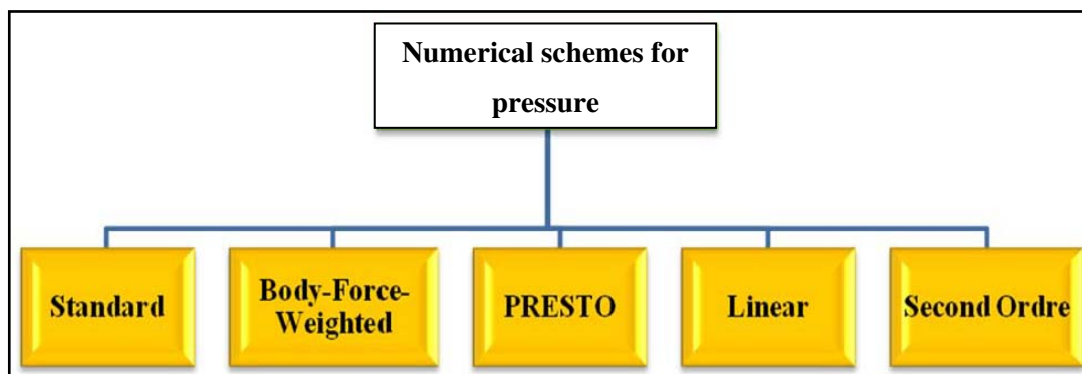 Numerical schemes for
pressure
Standard
Body-Force-
Weighted
PRESTO
Linear
Second Ordre